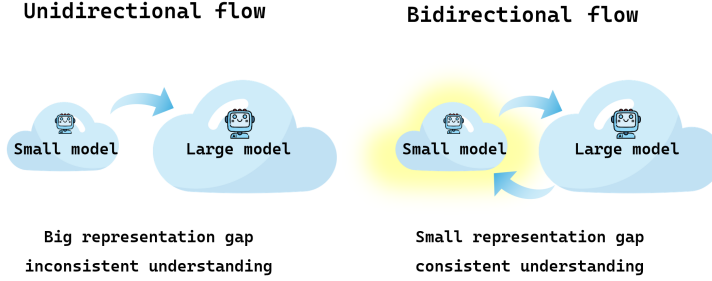 Unidirectional flow
Small model
Large model
Big representation gap
inconsistent understanding
Bidirectional flow
Small model
Large model
Small representation gap
consistent understanding